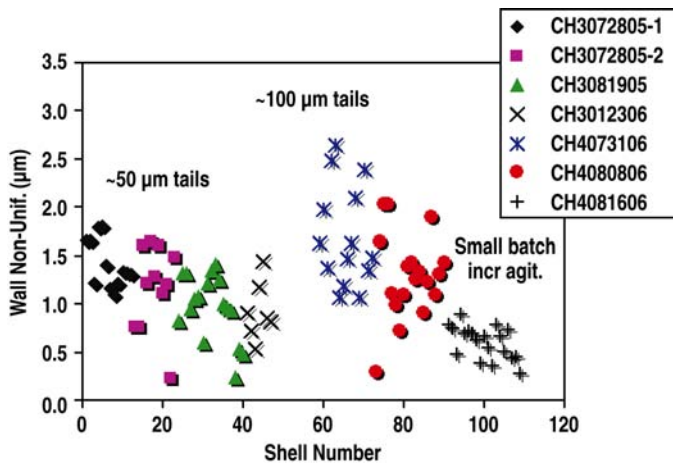 CH3072805-1
CH3072805-2
CH3081905
CH3012306
CH4073106
CH4080806
CH4081606
~100 µm tails
~50 µm tails
Small batch
incr agit.
Wall Non-Unif. (µm)
3.5
3.0
2.5
2.0
1.5
1.0
0.5
0.0
0 20 40 60 80 100 120
Shell Number